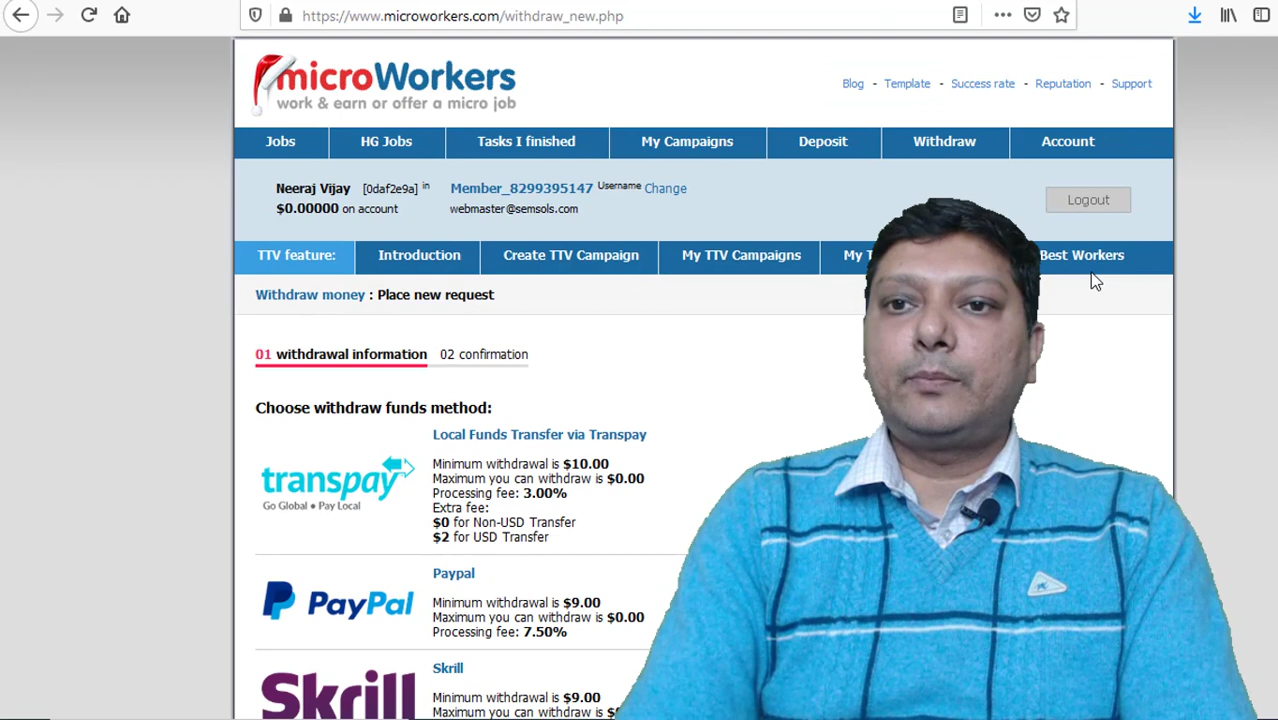 https://www.microworkers.com/withdraw_new.php
microWorkers
work & earn or offer a micro job
Blog - Template - Success rate - Reputation - Support
Jobs HG Jobs Tasks I finished My Campaigns Deposit Withdraw Account
Neeraj Vijay [0daf2e9a] in Member_8299395147 Username Change
$0.00000 on account webmaster@semsols.com
Logout
TTV feature: Introduction Create TTV Campaign My TTV Campaigns My Best Workers
Withdraw money : Place new request
01 withdrawal information 02 confirmation
Choose withdraw funds method:
Local Funds Transfer via Transpay
transpay
Go Global • Pay Local
Minimum withdrawal is $10.00
Maximum you can withdraw is $0.00
Processing fee: 3.00%
Extra fee:
$0 for Non-USD Transfer
$2 for USD Transfer
Paypal
PayPal
Minimum withdrawal is $9.00
Maximum you can withdraw is $0.00
Processing fee: 7.50%
Skrill
Skrill
Minimum withdrawal is $9.00
Maximum you can withdraw is